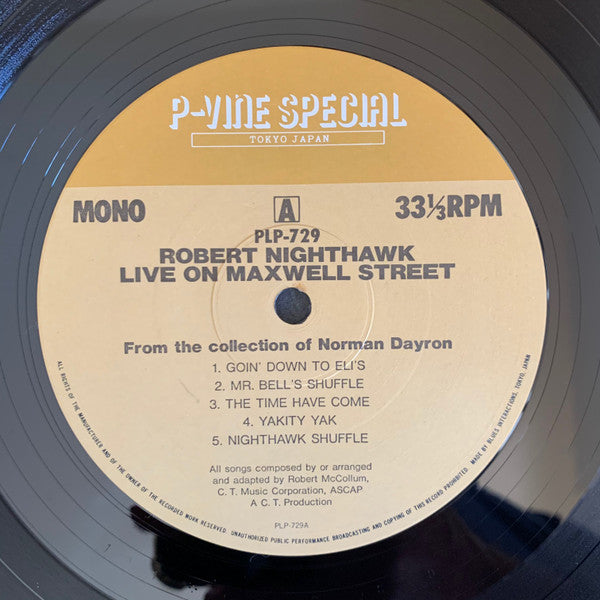 P-VINE SPECIAL
TOKYO JAPAN
MONO
A
33⅓RPM
PLP-729
ROBERT NIGHTHAWK
LIVE ON MAXWELL STREET
From the collection of Norman Dayron
1. GOIN' DOWN TO ELI'S
2. MR. BELL'S SHUFFLE
3. THE TIME HAVE COME
4. YAKITY YAK
5. NIGHTHAWK SHUFFLE
All songs composed by or arranged
and adapted by Robert McCollum,
C. T. Music Corporation, ASCAP
A C. T. Production
PLP-729A
ALL RIGHTS OF THE MANUFACTURER AND OF THE OWNER OF THE RECORDED WORK RESERVED. UNAUTHORIZED PUBLIC PERFORMANCE BROADCASTING AND COPYING OF THIS RECORD PROHIBITED. MADE BY BLUES INTERACTIONS, TOKYO, JAPAN